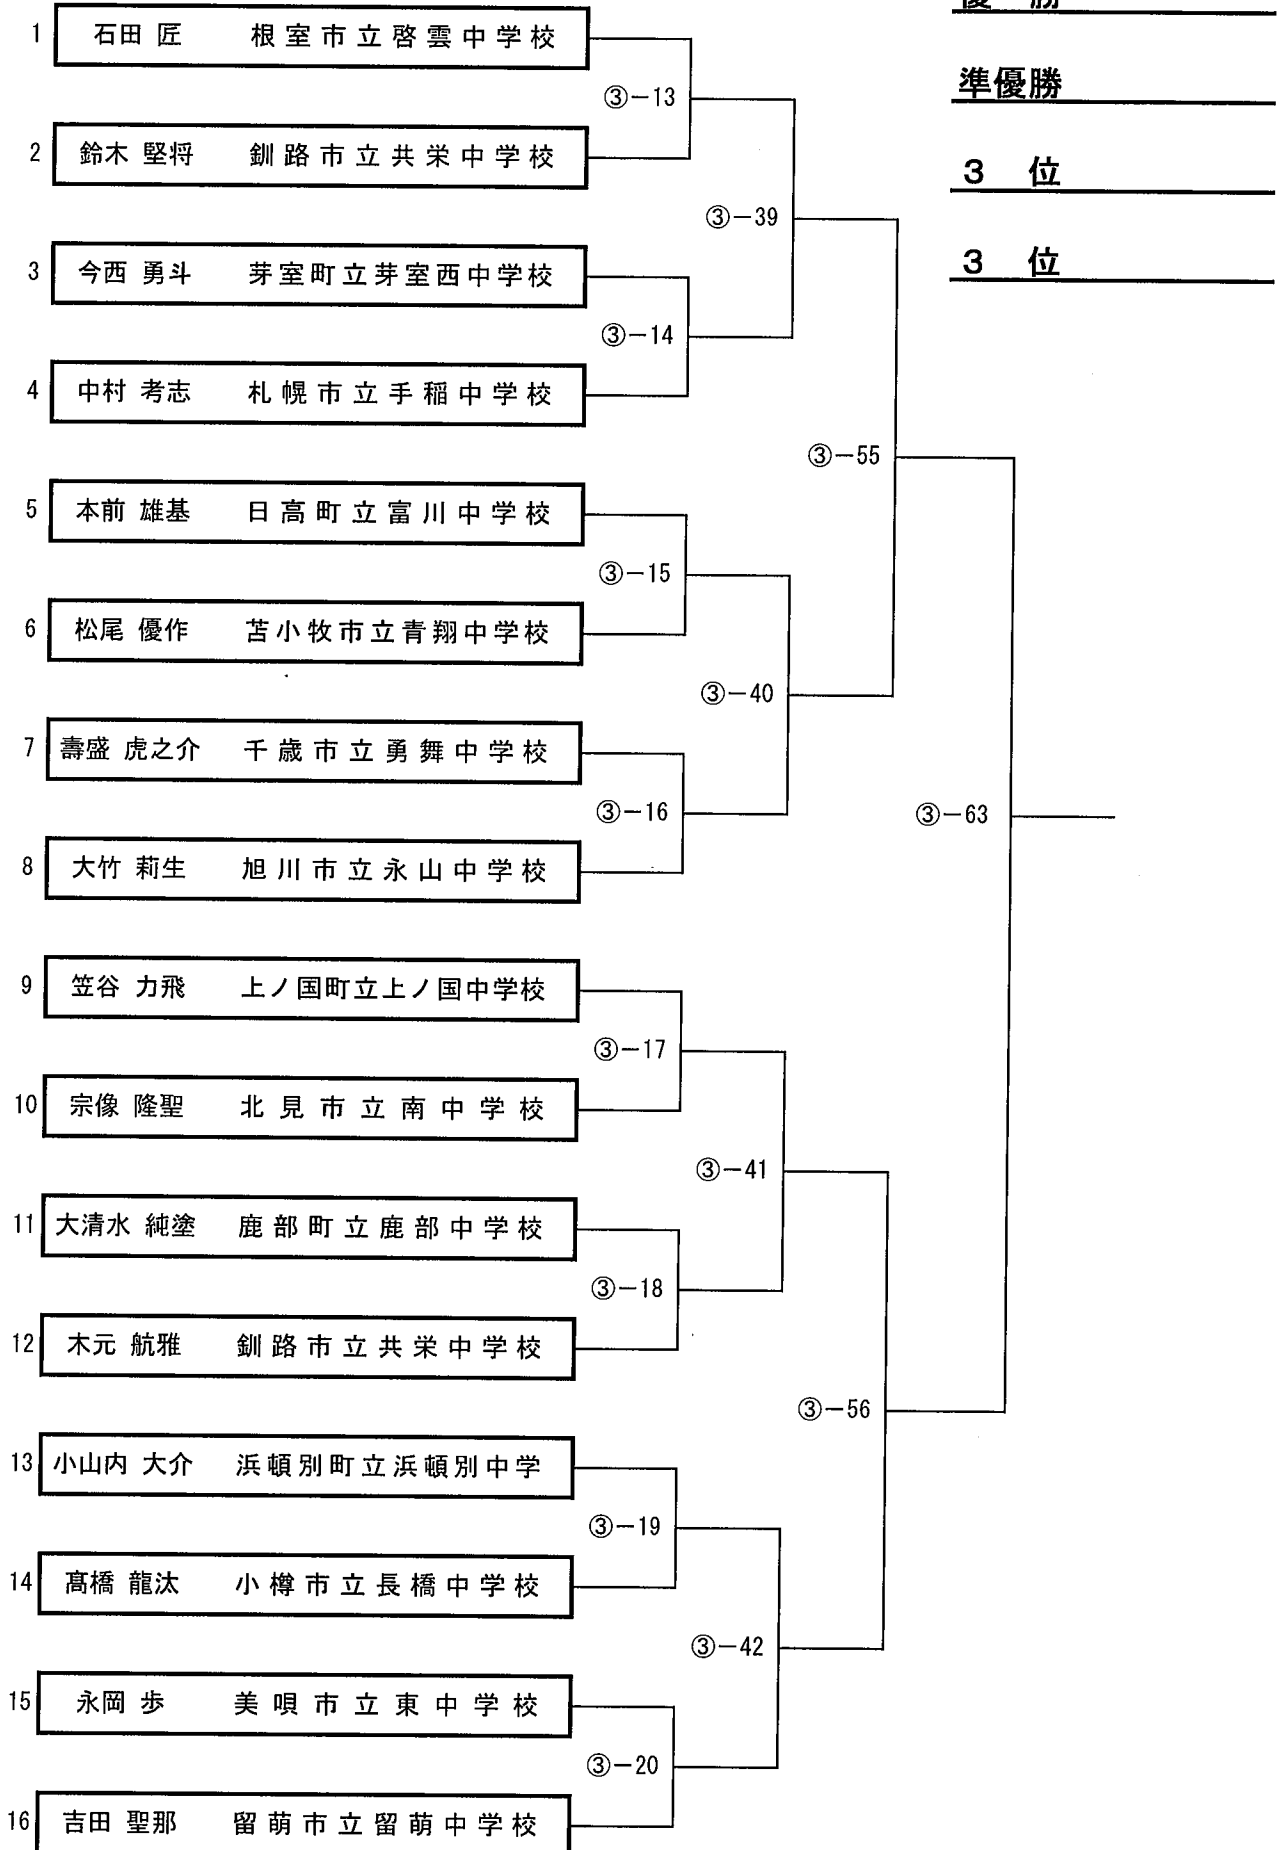 優 勝
準優勝
3 位
3 位
1 石田 匠 根室市立啓雲中学校
③－13
2 鈴木 堅将 釧路市立共栄中学校
③－39
3 今西 勇斗 芽室町立芽室西中学校
③－14
4 中村 考志 札幌市立手稲中学校
③－55
5 本前 雄基 日高町立富川中学校
③－15
6 松尾 優作 苫小牧市立青翔中学校
③－40
7 壽盛 虎之介 千歳市立勇舞中学校
③－16
③－63
8 大竹 莉生 旭川市立永山中学校
9 笠谷 力飛 上ノ国町立上ノ国中学校
③－17
10 宗像 隆聖 北見市立南中学校
③－41
11 大清水 純塗 鹿部町立鹿部中学校
③－18
12 木元 航雅 釧路市立共栄中学校
③－56
13 小山内 大介 浜頓別町立浜頓別中学
③－19
14 髙橋 龍汰 小樽市立長橋中学校
③－42
15 永岡 歩 美唄市立東中学校
③－20
16 吉田 聖那 留萌市立留萌中学校